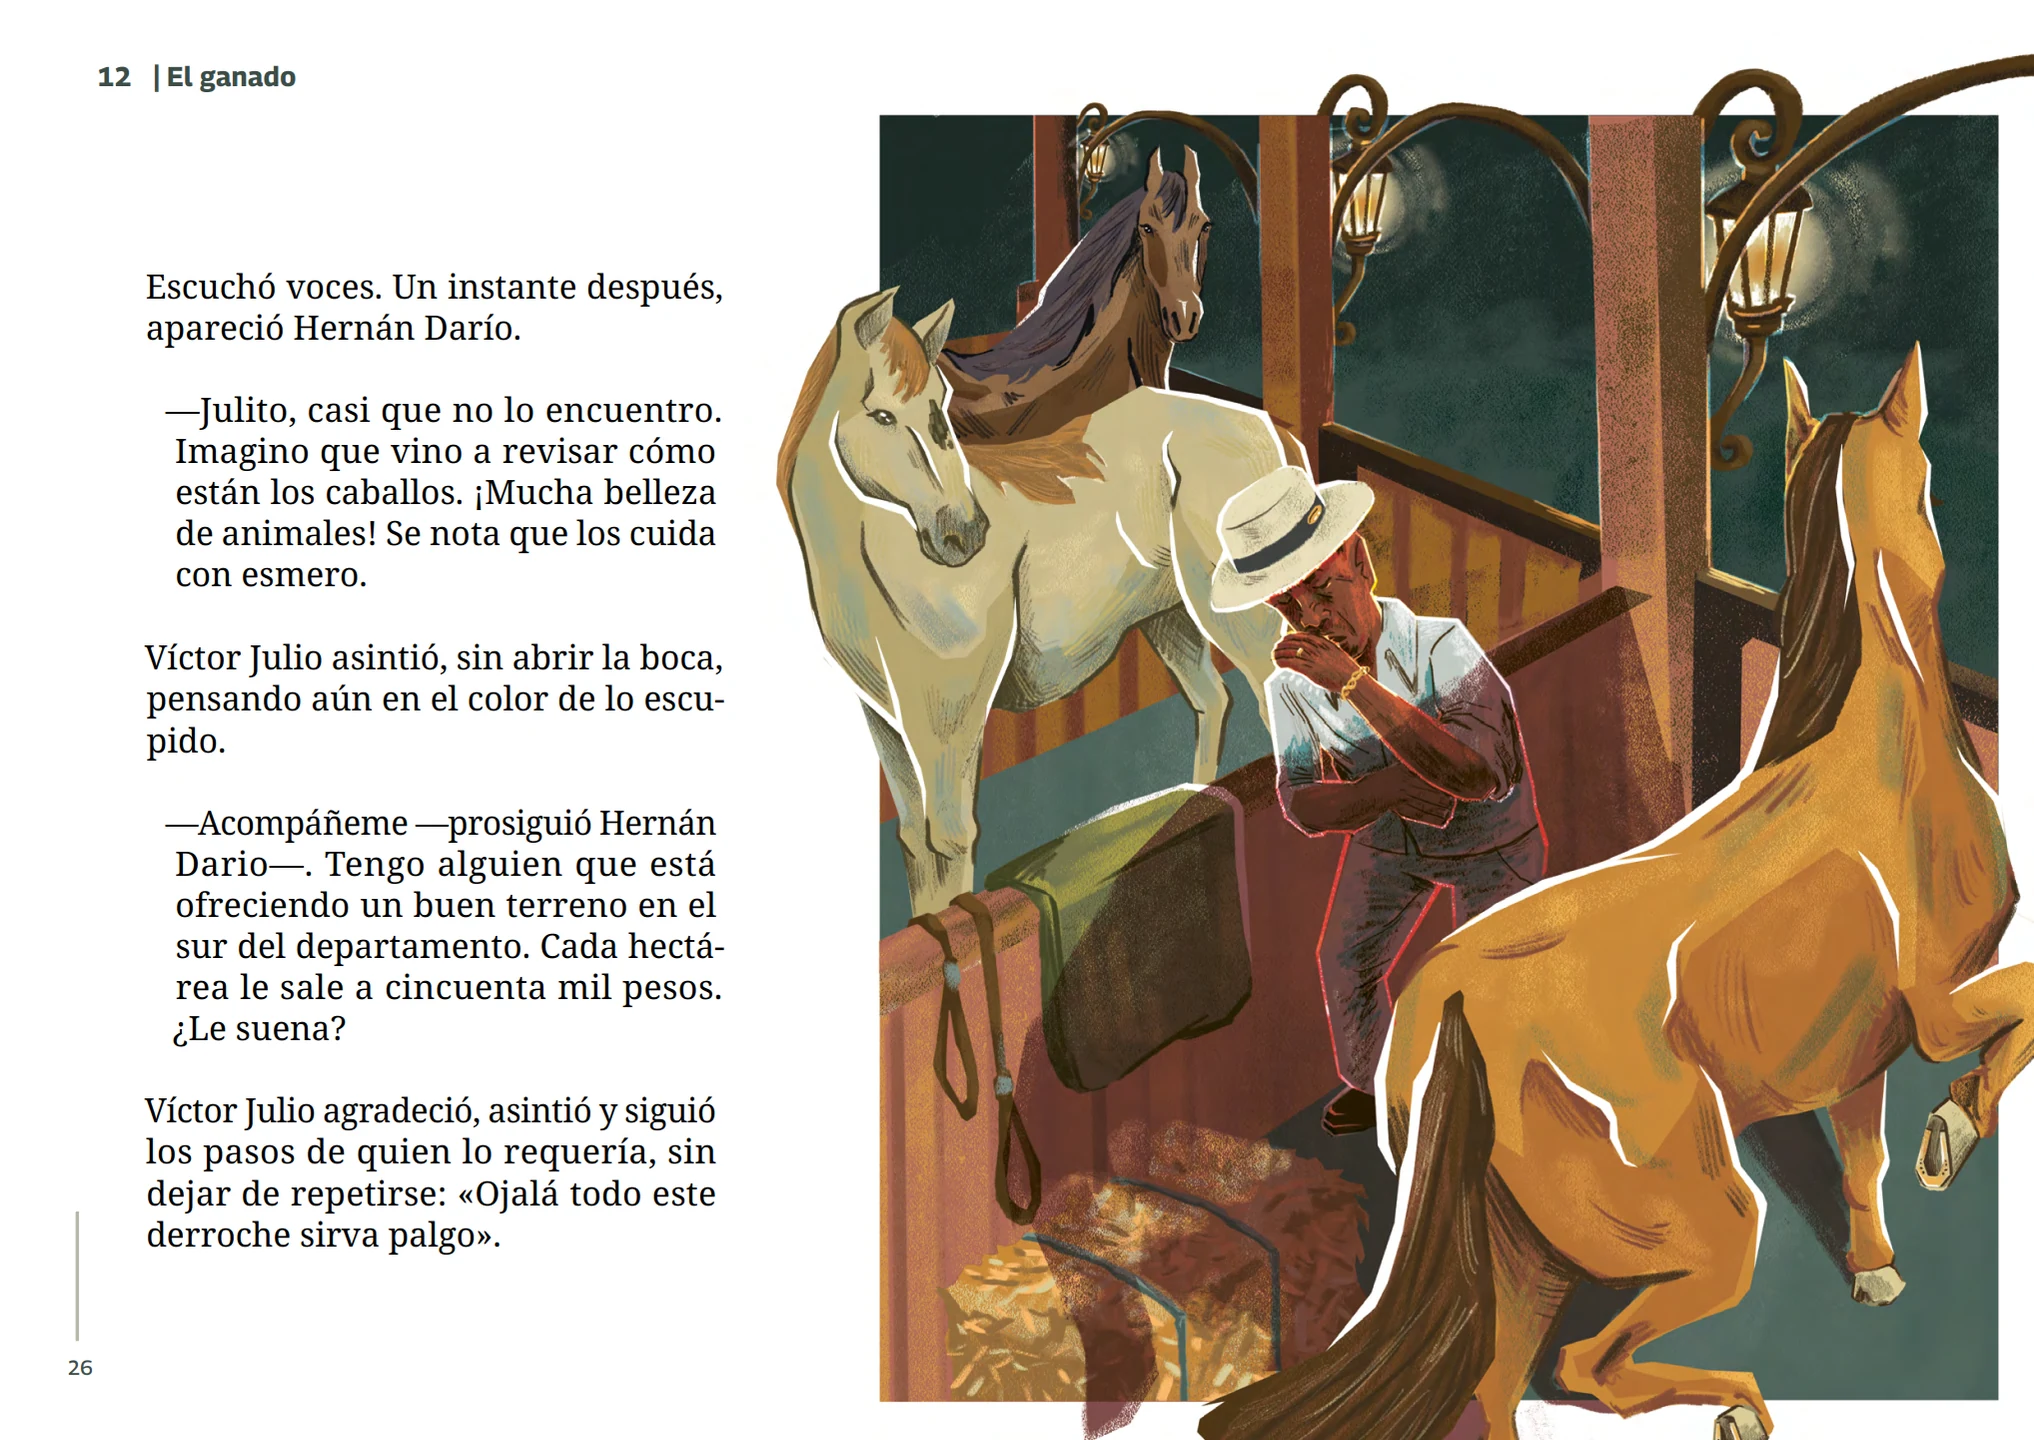 12 | El ganado
Escuchó voces. Un instante después,
apareció Hernán Darío.
—Julito, casi que no lo encuentro.
Imagino que vino a revisar cómo
están los caballos. ¡Mucha belleza
de animales! Se nota que los cuida
con esmero.
Víctor Julio asintió, sin abrir la boca,
pensando aún en el color de lo escu-
pido.
—Acompáñeme —prosiguió Hernán
Dario—. Tengo alguien que está
ofreciendo un buen terreno en el
sur del departamento. Cada hectá-
rea le sale a cincuenta mil pesos.
¿Le suena?
Víctor Julio agradeció, asintió y siguió
los pasos de quien lo requería, sin
dejar de repetirse: «Ojalá todo este
derroche sirva palgo».
26